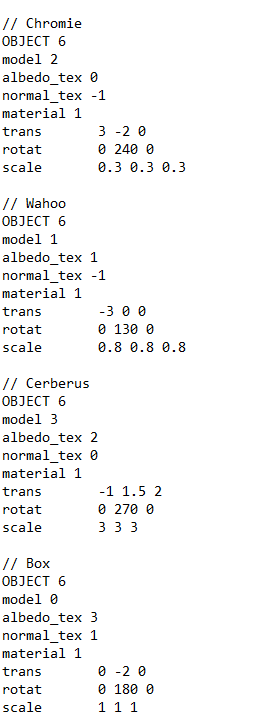 // Chromie
OBJECT 6
model 2
albedo_tex 0
normal_tex -1
material 1
trans       3 -2 0
rotat       0 240 0
scale       0.3 0.3 0.3

// Wahoo
OBJECT 6
model 1
albedo_tex 1
normal_tex -1
material 1
trans       -3 0 0
rotat       0 130 0
scale       0.8 0.8 0.8

// Cerberus
OBJECT 6
model 3
albedo_tex 2
normal_tex 0
material 1
trans       -1 1.5 2
rotat       0 270 0
scale       3 3 3

// Box
OBJECT 6
model 0
albedo_tex 3
normal_tex 1
material 1
trans       0 -2 0
rotat       0 180 0
scale       1 1 1